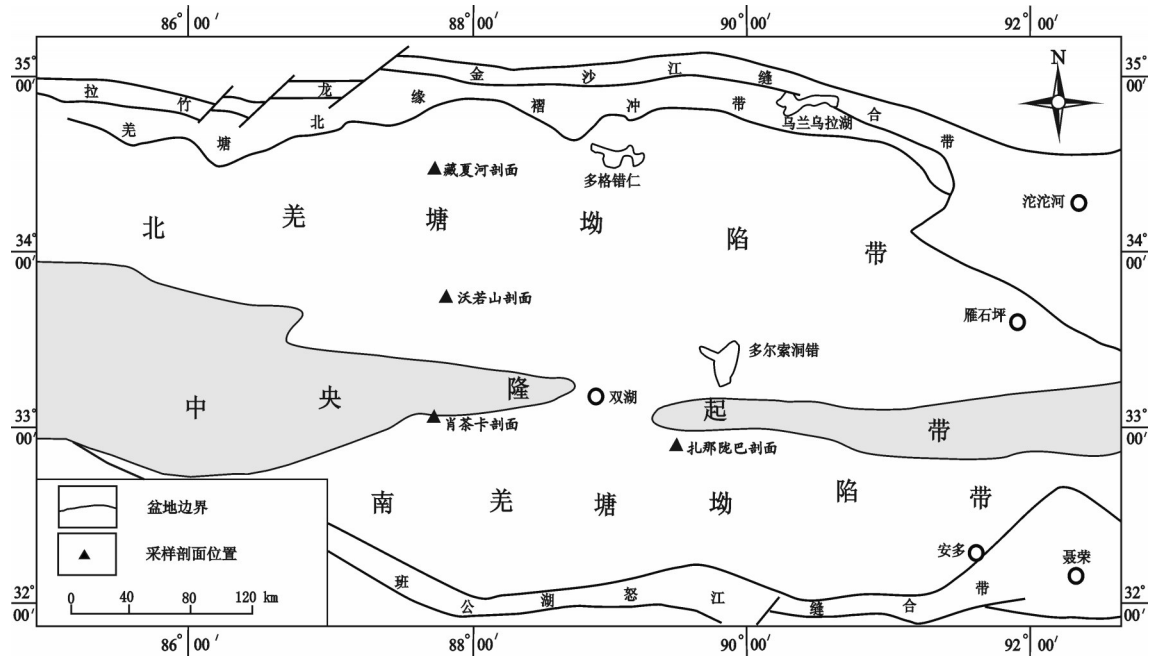 86° 00′
88° 00′
90° 00′
92° 00′
35° 00′
35° 00′
N
拉竹龙金沙江缝合带
羌塘北缘褶冲带
乌兰乌拉湖
藏夏河剖面
多格错仁
沱沱河
北羌塘坳陷带
34° 00′
34° 00′
沃若山剖面
雁石坪
多尔索洞错
中央隆起带
双湖
33° 00′
33° 00′
肖茶卡剖面
扎那陇巴剖面
南羌塘坳陷带
盆地边界
采样剖面位置
0 40 80 120 km
安多
聂荣
班公湖怒江缝合带
32° 00′
32° 00′
86° 00′
88° 00′
90° 00′
92° 00′